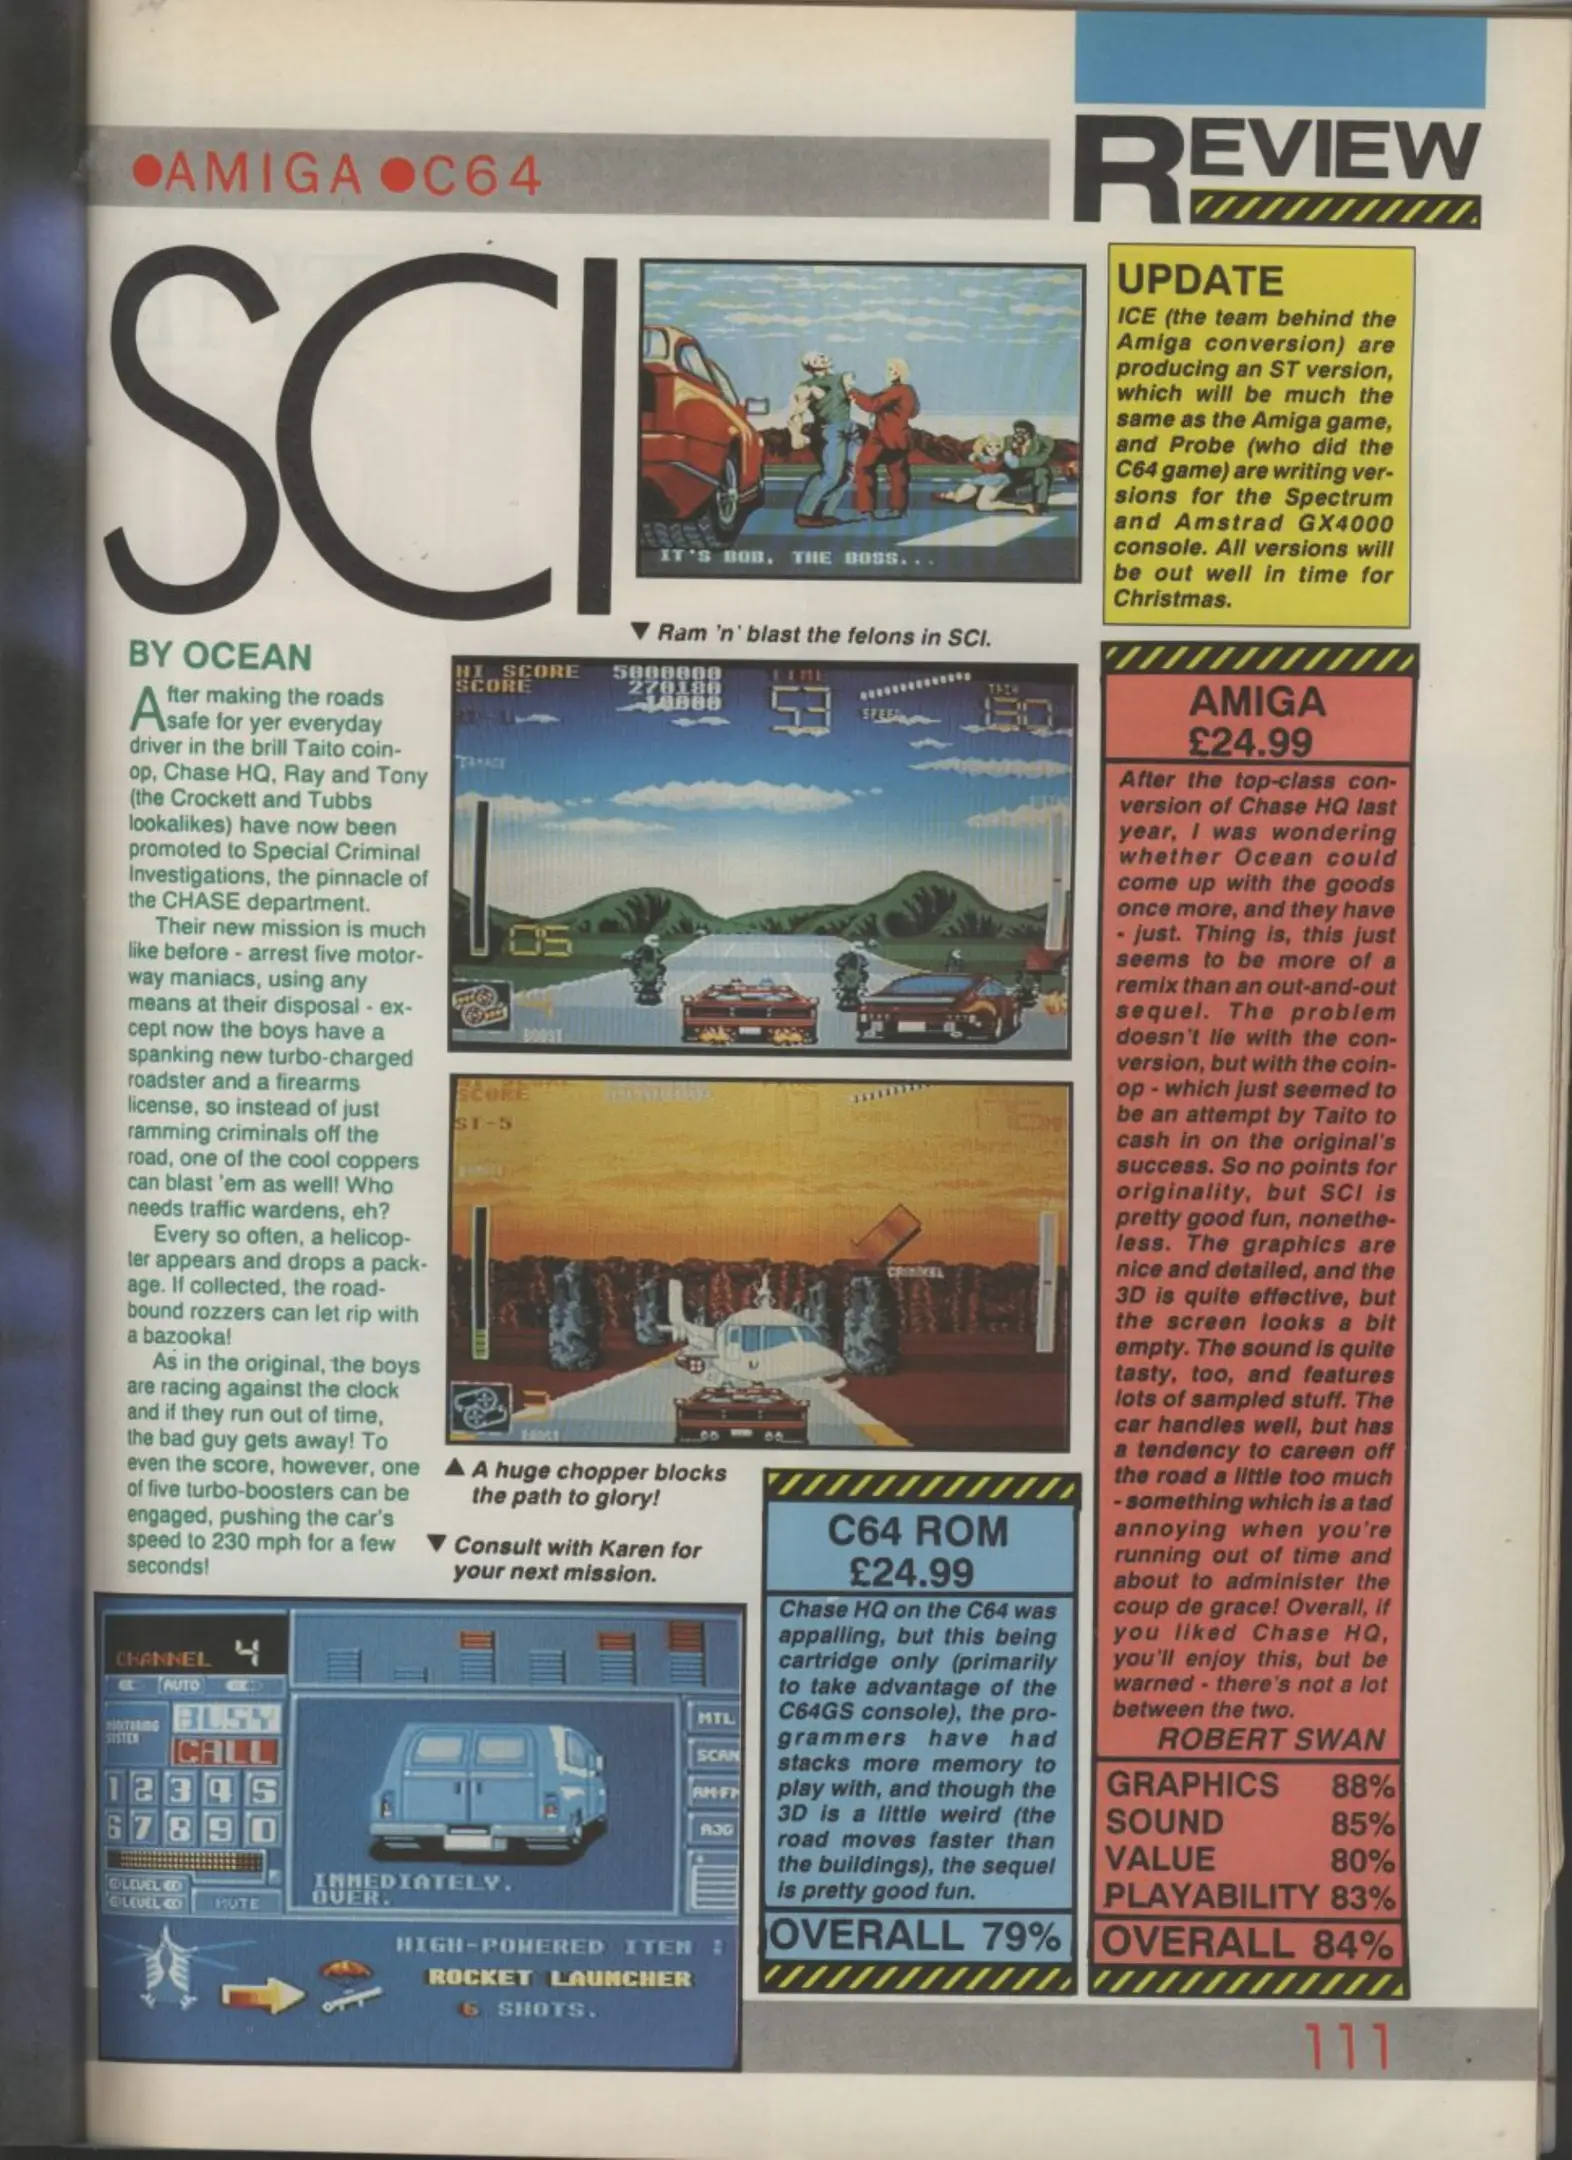 ●AMIGA ●C64
REVIEW
SCI
IT'S BOB, THE BOSS...
▼ Ram 'n' blast the felons in SCI.
BY OCEAN
After making the roads
safe for yer everyday
driver in the brill Taito coin-
op, Chase HQ, Ray and Tony
(the Crockett and Tubbs
lookalikes) have now been
promoted to Special Criminal
Investigations, the pinnacle of
the CHASE department.
Their new mission is much
like before - arrest five motor-
way maniacs, using any
means at their disposal - ex-
cept now the boys have a
spanking new turbo-charged
roadster and a firearms
license, so instead of just
ramming criminals off the
road, one of the cool coppers
can blast 'em as well! Who
needs traffic wardens, eh?
Every so often, a helicop-
ter appears and drops a pack-
age. If collected, the road-
bound rozzers can let rip with
a bazooka!
As in the original, the boys
are racing against the clock
and if they run out of time,
the bad guy gets away! To
even the score, however, one
of five turbo-boosters can be
engaged, pushing the car's
speed to 230 mph for a few
seconds!
HI SCORE 5000000
SCORE 270180
10000
TIME
53
SPEED
DAMAGE
05
BOOST
SCORE
ST-5
3
▲ A huge chopper blocks
the path to glory!
▼ Consult with Karen for
your next mission.
CHANNEL 4
AUTO
MONITORING
SYSTEM
BUSY
CALL
1 2 3 4 5
6 7 8 9 0
LEVEL
LEVEL
MUTE
MTL
SCAN
AM-FM
ADG
IMMEDIATELY.
OVER.
HIGH-POWERED ITEM :
ROCKET LAUNCHER
6 SHOTS.
UPDATE
ICE (the team behind the
Amiga conversion) are
producing an ST version,
which will be much the
same as the Amiga game,
and Probe (who did the
C64 game) are writing ver-
sions for the Spectrum
and Amstrad GX4000
console. All versions will
be out well in time for
Christmas.
C64 ROM
£24.99
Chase HQ on the C64 was
appalling, but this being
cartridge only (primarily
to take advantage of the
C64GS console), the pro-
grammers have had
stacks more memory to
play with, and though the
3D is a little weird (the
road moves faster than
the buildings), the sequel
is pretty good fun.
OVERALL 79%
AMIGA
£24.99
After the top-class con-
version of Chase HQ last
year, I was wondering
whether Ocean could
come up with the goods
once more, and they have
- just. Thing is, this just
seems to be more of a
remix than an out-and-out
sequel. The problem
doesn't lie with the con-
version, but with the coin-
op - which just seemed to
be an attempt by Taito to
cash in on the original's
success. So no points for
originality, but SCI is
pretty good fun, nonethe-
less. The graphics are
nice and detailed, and the
3D is quite effective, but
the screen looks a bit
empty. The sound is quite
tasty, too, and features
lots of sampled stuff. The
car handles well, but has
a tendency to careen off
the road a little too much
- something which is a tad
annoying when you're
running out of time and
about to administer the
coup de grace! Overall, if
you liked Chase HQ,
you'll enjoy this, but be
warned - there's not a lot
between the two.
ROBERT SWAN
GRAPHICS 88%
SOUND 85%
VALUE 80%
PLAYABILITY 83%
OVERALL 84%
111